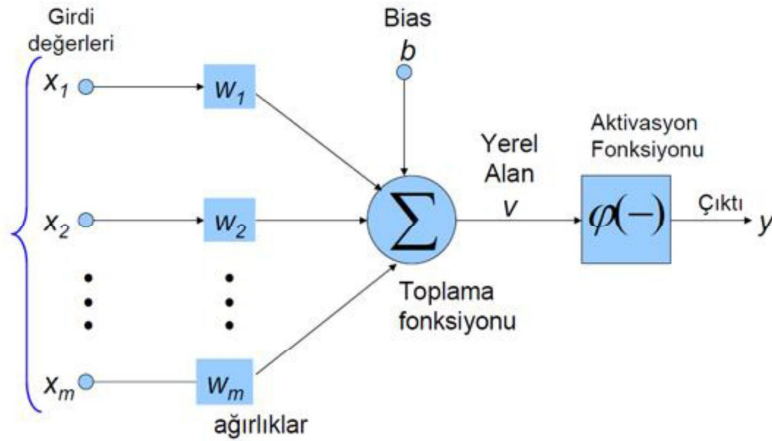 Girdi
değerleri
x1
w1
Bias
b
x2
w2
∑
Yerel
Alan
v
Aktivasyon
Fonksiyonu
φ(−)
Çıktı
y
Toplama
fonksiyonu
xm
wm
ağırlıklar